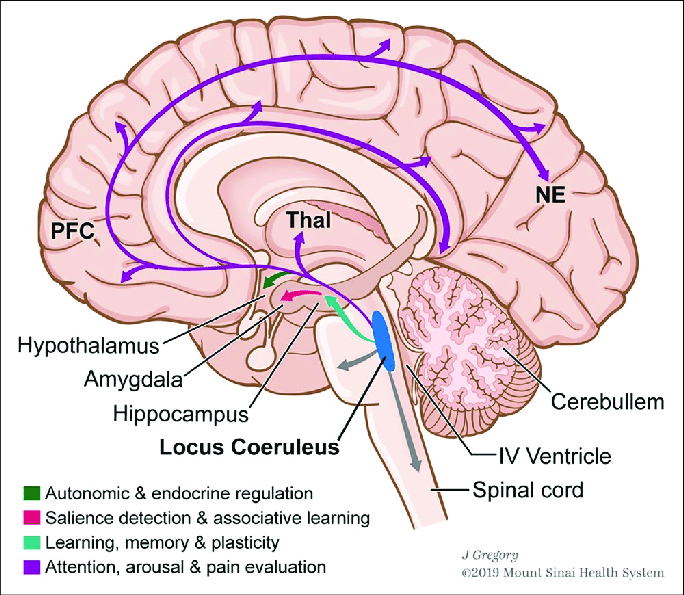 PFC
Thal
NE
Hypothalamus
Amygdala
Hippocampus
Locus Coeruleus
Cerebullem
IV Ventricle
Spinal cord
Autonomic & endocrine regulation
Salience detection & associative learning
Learning, memory & plasticity
Attention, arousal & pain evaluation
J Gregory
©2019 Mount Sinai Health System